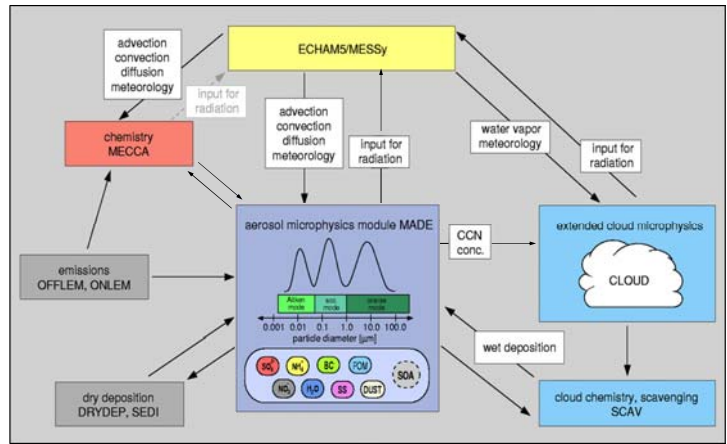 ECHAM5/MESSy
advection
convection
diffusion
meteorology
input for
radiation
chemistry
MECCA
advection
convection
diffusion
meteorology
input for
radiation
water vapor
meteorology
input for
radiation
aerosol microphysics module MADE
CCN
conc.
extended cloud microphysics
CLOUD
emissions
OFFLEM, ONLEM
Aitken
mode
acc.
mode
coarse
mode
0.001 0.01 0.1 1.0 10.0 100.0
particle diameter [µm]
wet deposition
SO₄ NH₄ BC POM SOA
NO₃ H₂O SS DUST
dry deposition
DRYDEP, SEDI
cloud chemistry, scavenging
SCAV